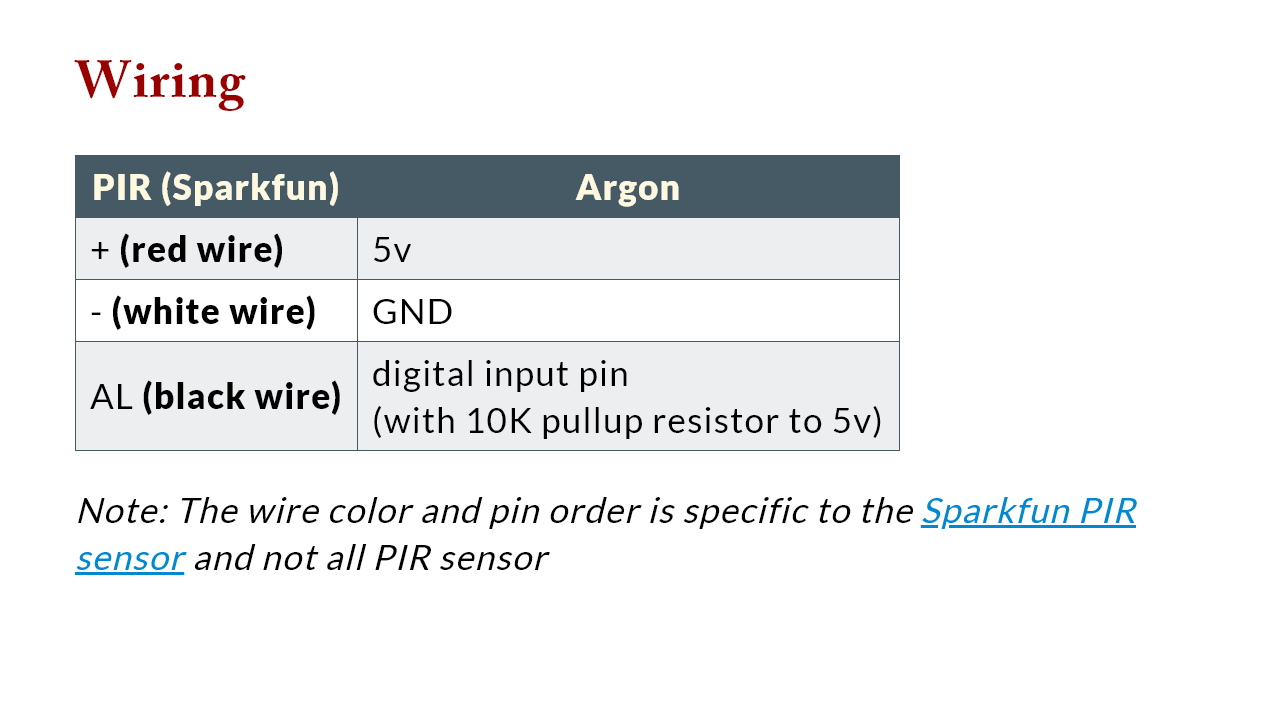 Wiring
PIR (Sparkfun) Argon
+ (red wire) 5v
- (white wire) GND
AL (black wire) digital input pin
(with 10K pullup resistor to 5v)
Note: The wire color and pin order is specific to the Sparkfun PIR
sensor and not all PIR sensor